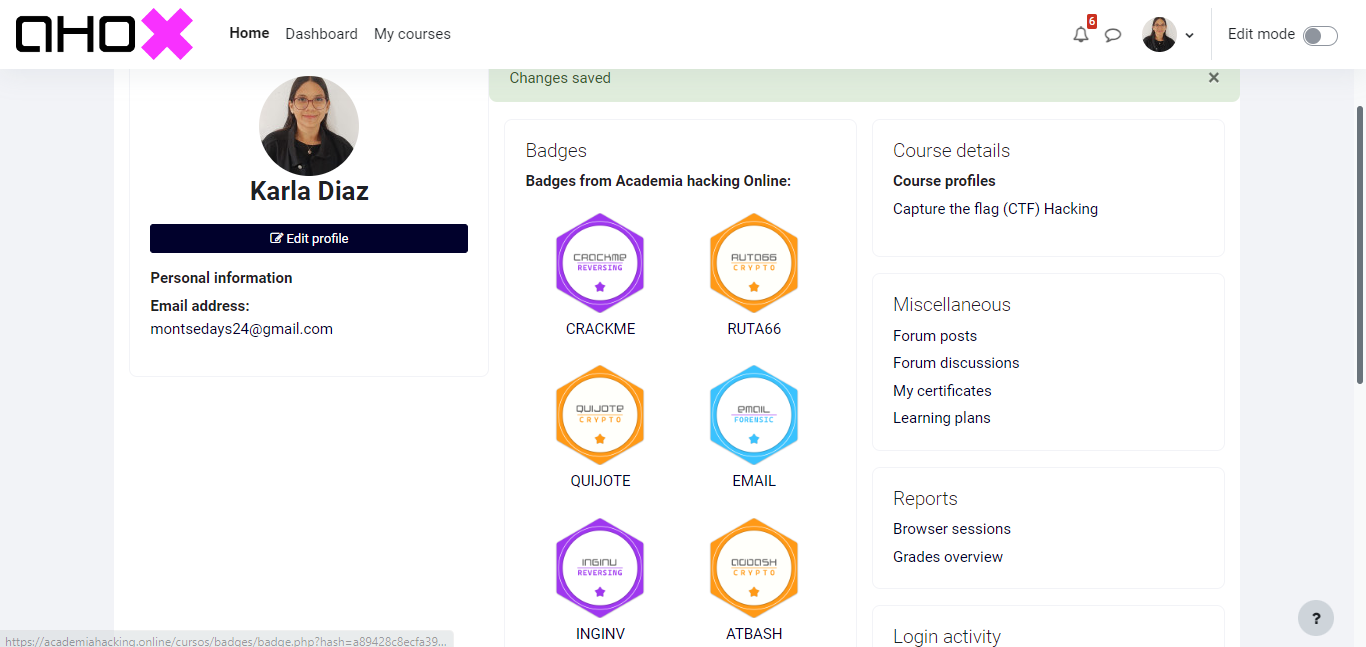 AHOX
Home Dashboard My courses
6
Edit mode
Changes saved ×
Karla Diaz
Edit profile
Personal information
Email address:
montsedays24@gmail.com
Badges
Badges from Academia hacking Online:
CRACKME
REVERSING
CRACKME
RUTA66
CRYPTO
RUTA66
QUIJOTE
CRYPTO
QUIJOTE
EMAIL
FORENSIC
EMAIL
INGINV
REVERSING
INGINV
CRYPTO
ATBASH
Course details
Course profiles
Capture the flag (CTF) Hacking
Miscellaneous
Forum posts
Forum discussions
My certificates
Learning plans
Reports
Browser sessions
Grades overview
Login activity
?
https://academiahacking.online/cursos/badges/badge.php?hash=a89428c8ecfa39...